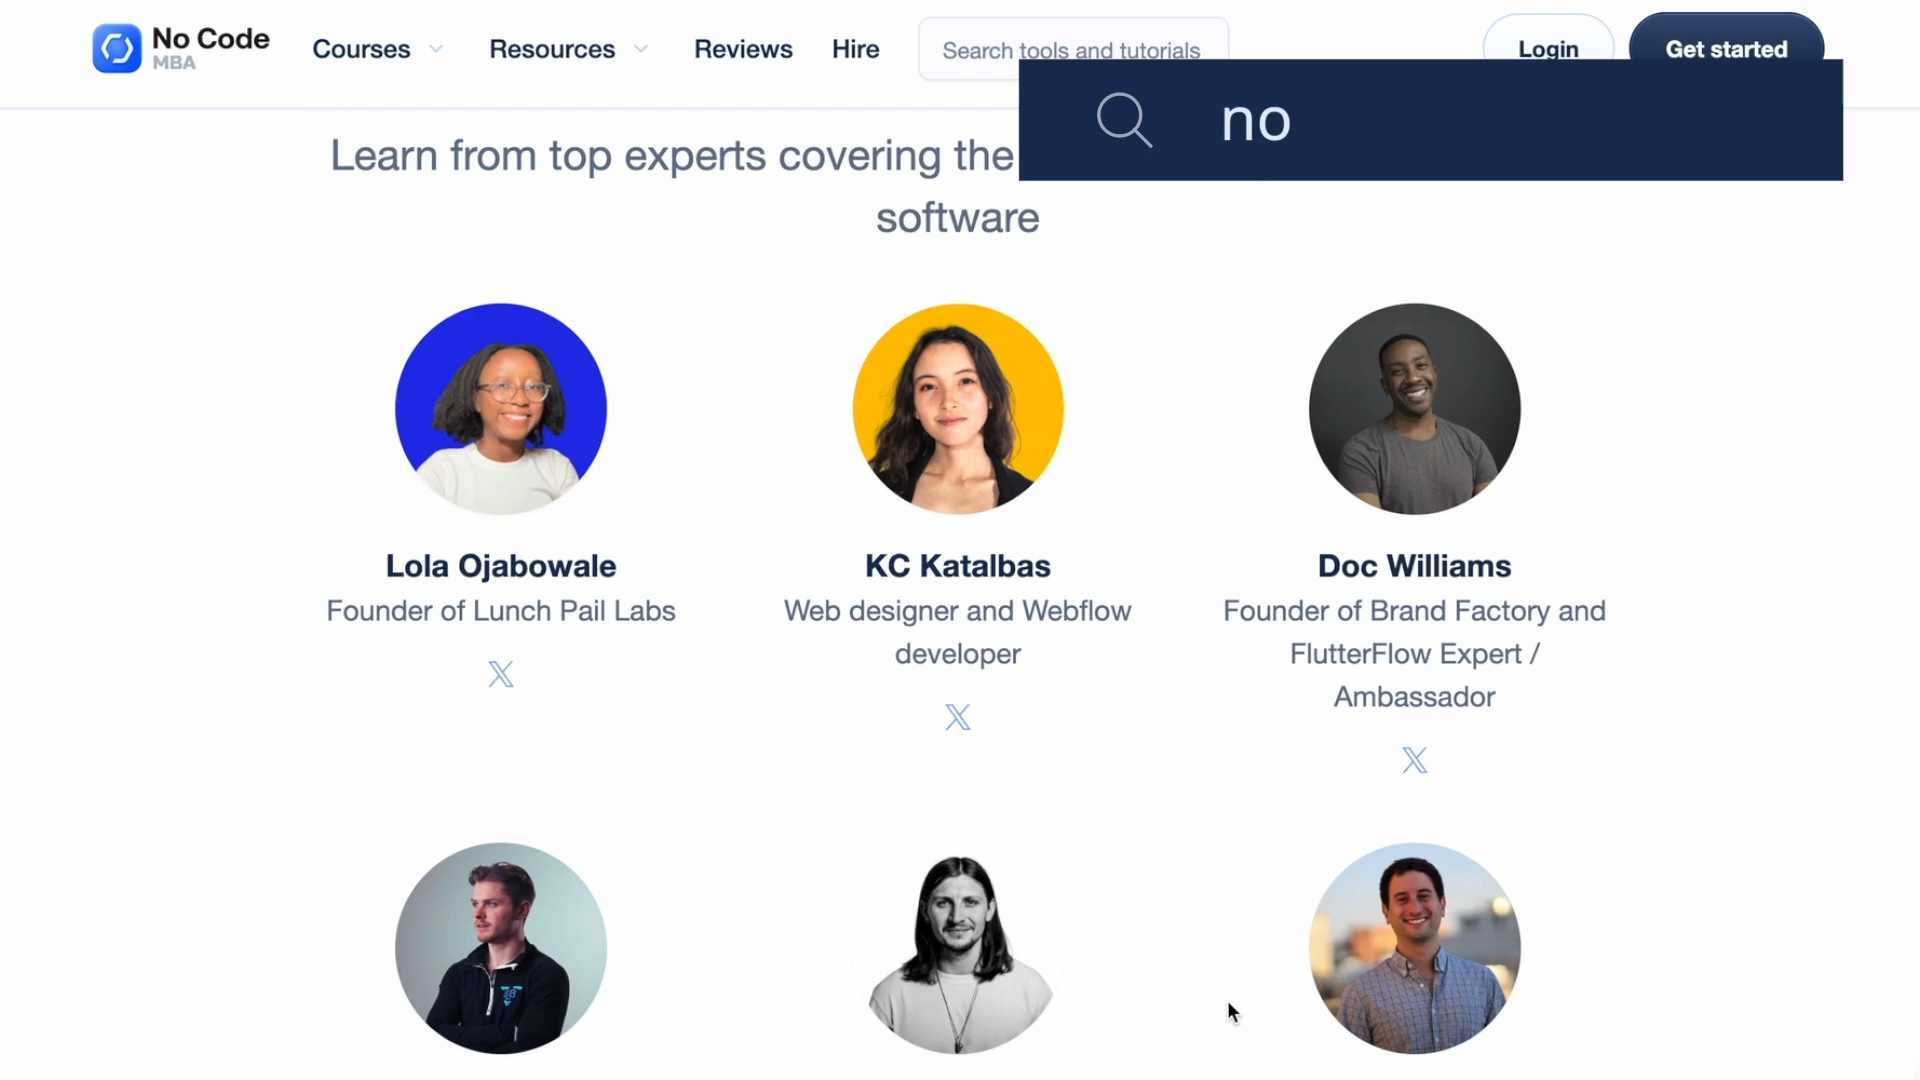 No Code
MBA
Courses
Resources
Reviews
Hire
Search tools and tutorials
Login
Get started
no
Learn from top experts covering the
software
Lola Ojabowale
Founder of Lunch Pail Labs
KC Katalbas
Web designer and Webflow
developer
Doc Williams
Founder of Brand Factory and
FlutterFlow Expert /
Ambassador